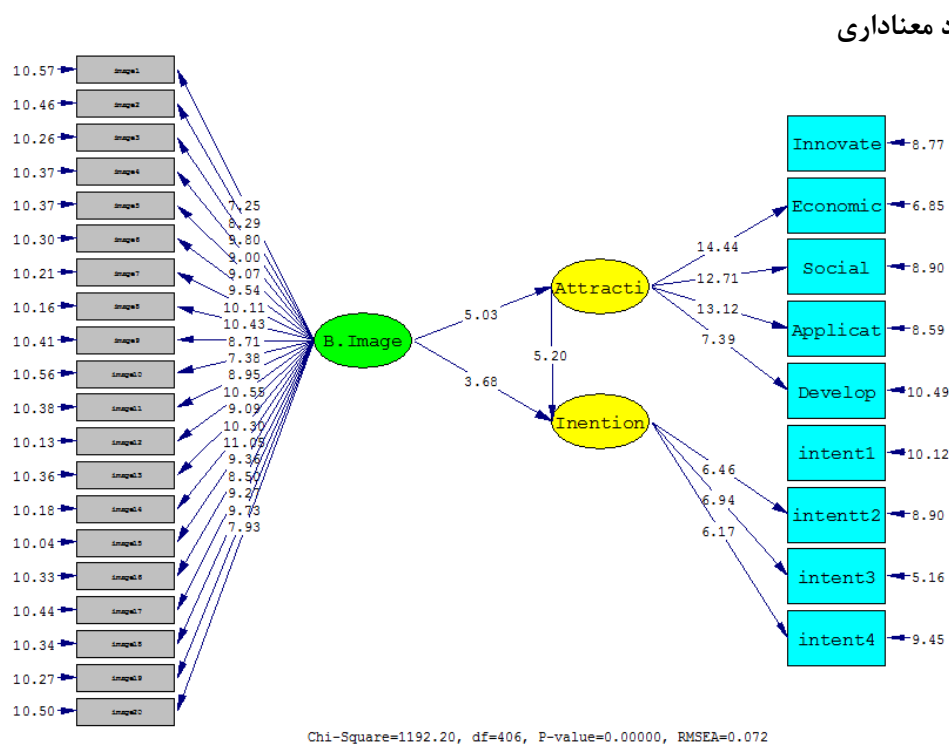 د معناداری
10.57
image1
10.46
image2
10.26
image3
10.37
image4
10.37
image5
10.30
image6
10.21
image7
10.16
image8
10.41
image9
10.56
image10
10.38
image11
10.13
image12
10.36
image13
10.18
image14
10.04
image15
10.33
image16
10.44
image17
10.34
image18
10.27
image19
10.50
image20
7.25
8.29
9.80
9.00
9.07
9.54
10.11
10.43
8.71
7.38
8.95
10.55
9.09
10.30
11.05
9.36
8.50
9.27
9.73
7.93
B.Image
5.03
3.68
Attracti
5.20
Inention
14.44
12.71
13.12
7.39
6.46
6.94
6.17
Innovate
8.77
Economic
6.85
Social
8.90
Applicat
8.59
Develop
10.49
intent1
10.12
intentt2
8.90
intent3
5.16
intent4
9.45
Chi-Square=1192.20, df=406, P-value=0.00000, RMSEA=0.072